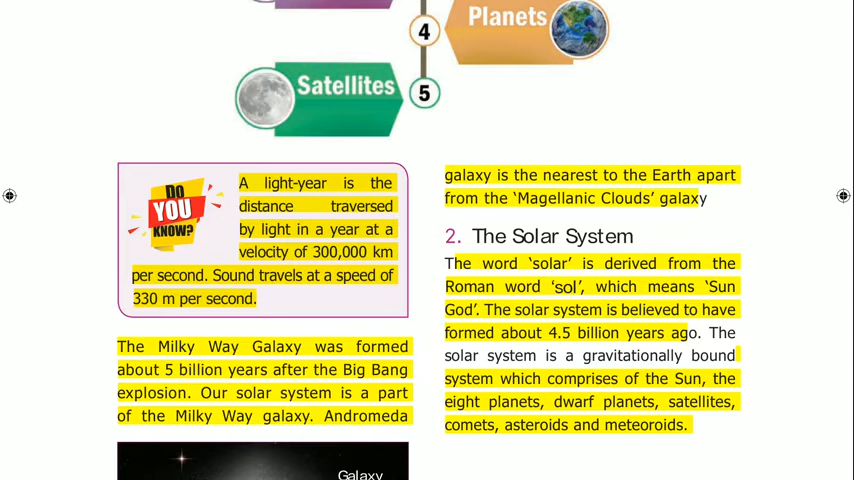 Planets
4
Satellites
5
DO
YOU
KNOW?
A light-year is the
distance traversed
by light in a year at a
velocity of 300,000 km
per second. Sound travels at a speed of
330 m per second.
The Milky Way Galaxy was formed
about 5 billion years after the Big Bang
explosion. Our solar system is a part
of the Milky Way galaxy. Andromeda
Galaxy
galaxy is the nearest to the Earth apart
from the ‘Magellanic Clouds’ galaxy
2. The Solar System
The word ‘solar’ is derived from the
Roman word ‘sol’, which means ‘Sun
God’. The solar system is believed to have
formed about 4.5 billion years ago. The
solar system is a gravitationally bound
system which comprises of the Sun, the
eight planets, dwarf planets, satellites,
comets, asteroids and meteoroids.